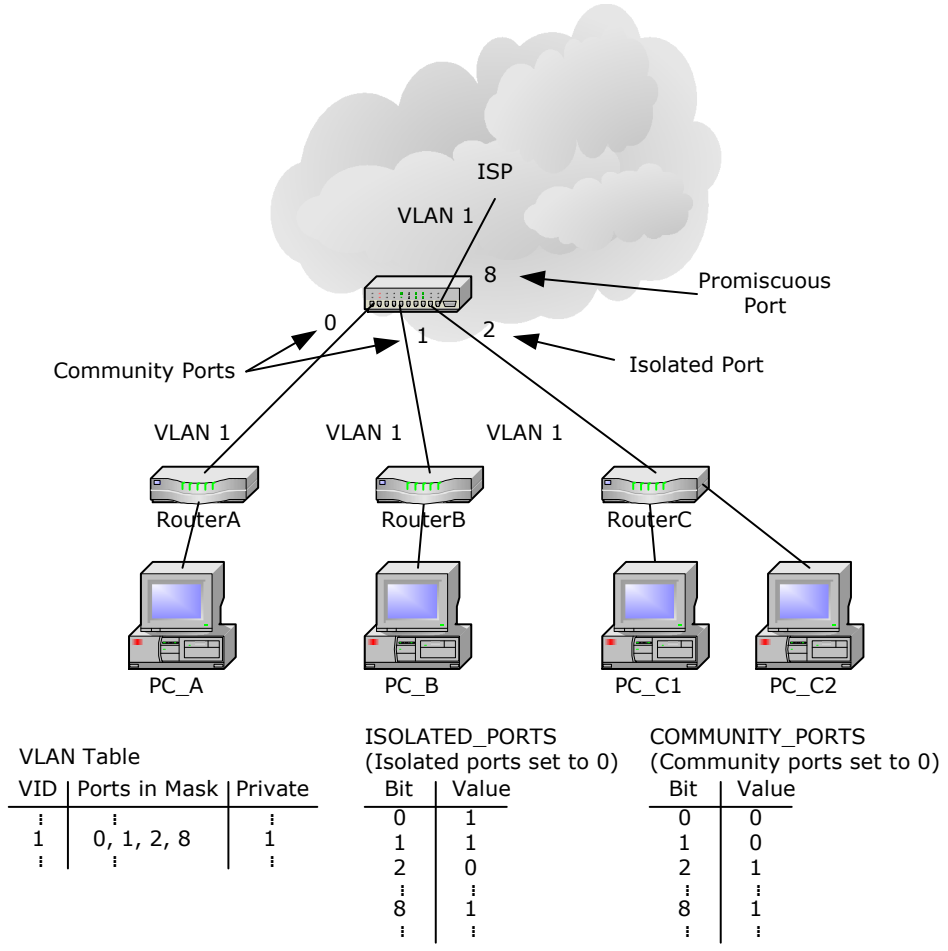 ISP
VLAN 1
8
Promiscuous
Port
0
1
2
Community Ports
Isolated Port
VLAN 1
VLAN 1
VLAN 1
RouterA
RouterB
RouterC
PC_A
PC_B
PC_C1
PC_C2
VLAN Table
VID Ports in Mask Private
1 0, 1, 2, 8 1
ISOLATED_PORTS
(Isolated ports set to 0)
Bit Value
0 1
1 1
2 0
8 1
COMMUNITY_PORTS
(Community ports set to 0)
Bit Value
0 0
1 0
2 1
8 1